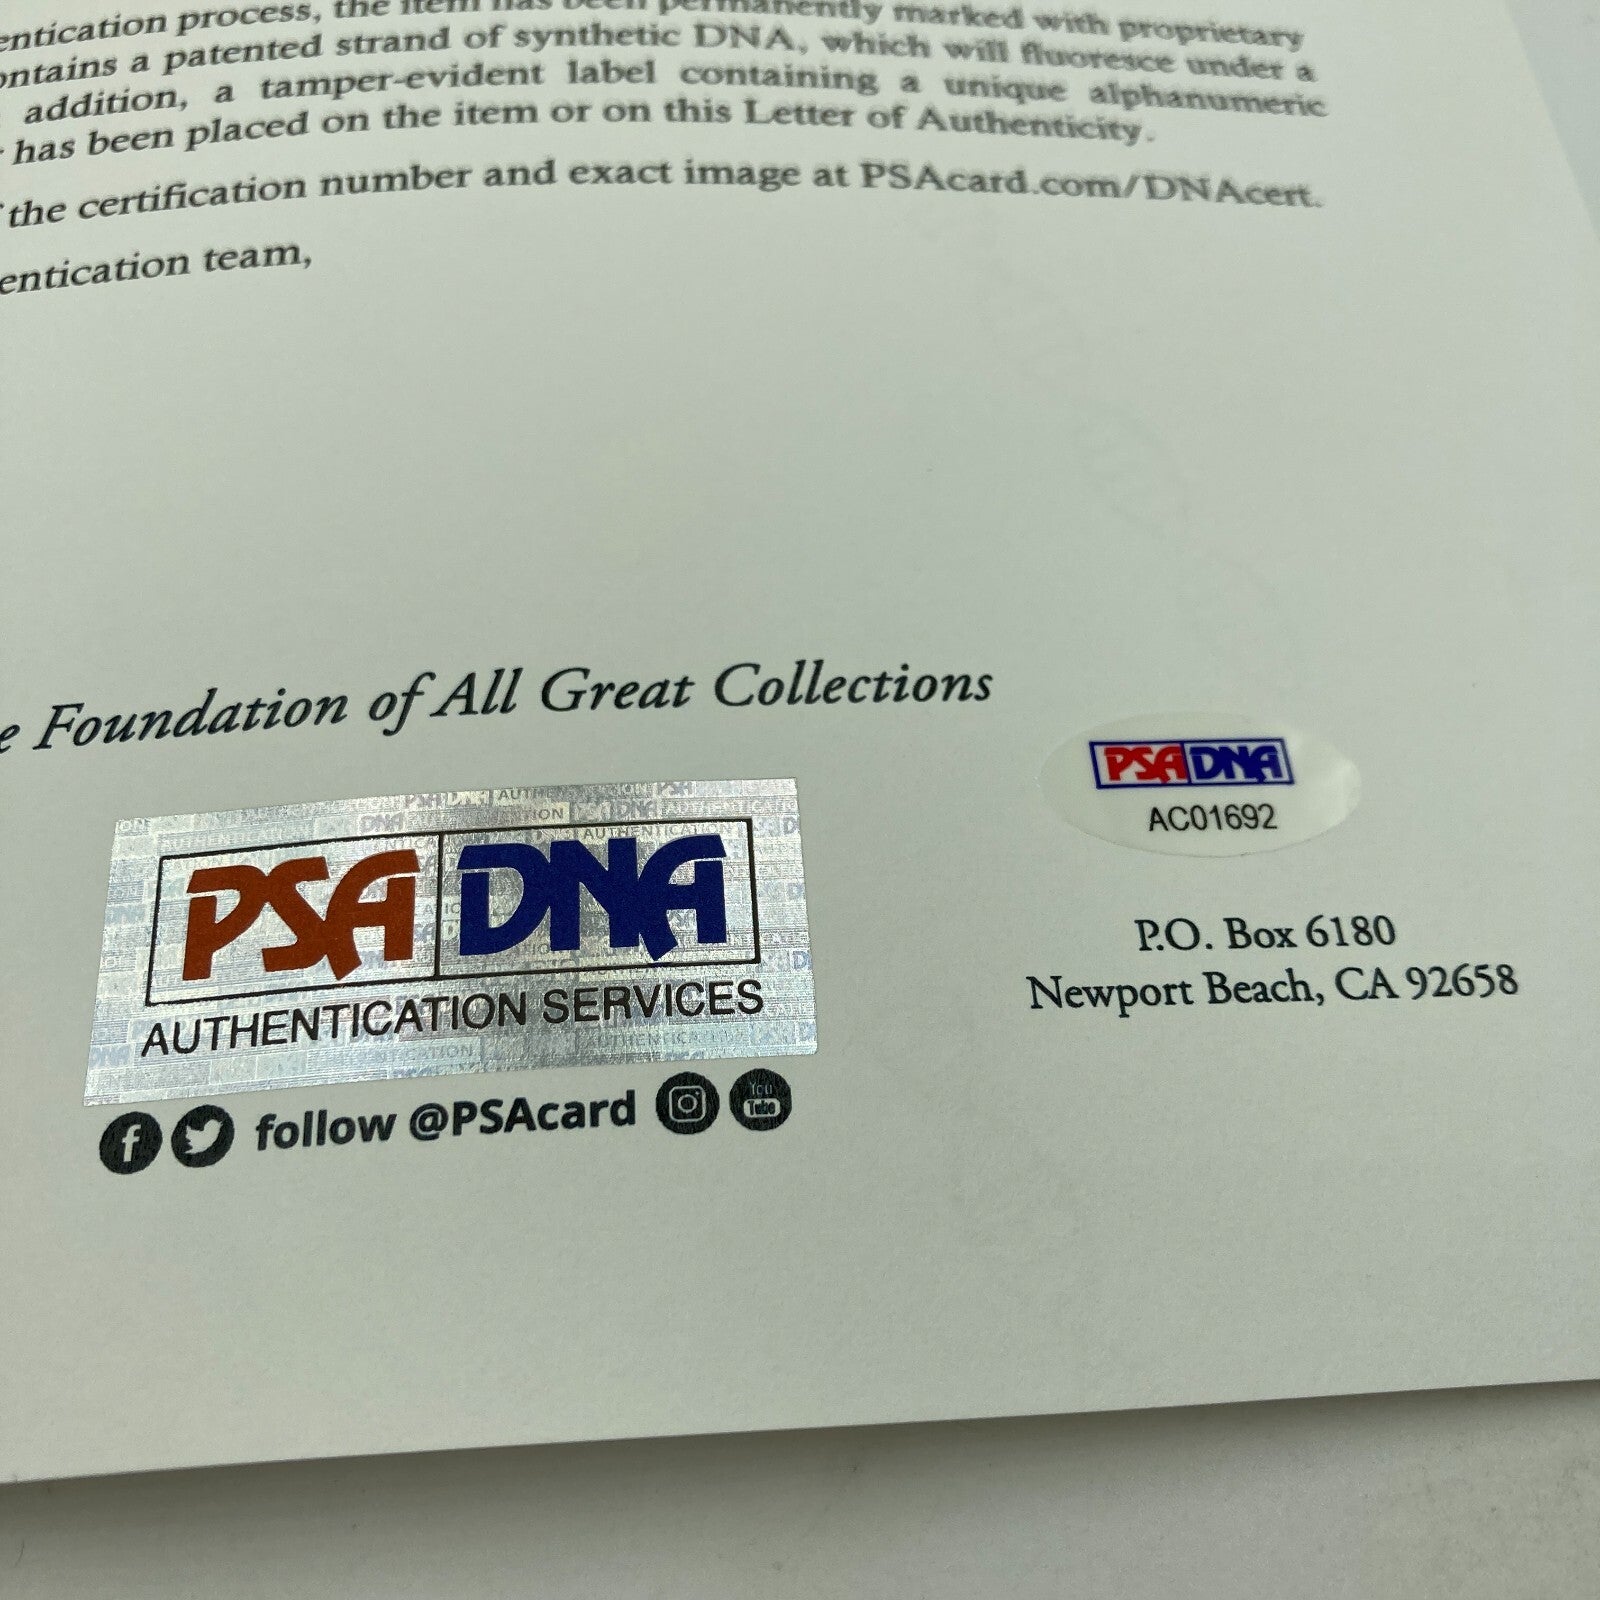 entication process, the item has been permanently marked with proprietary
ontains a patented strand of synthetic DNA, which will fluoresce under a
addition, a tamper-evident label containing a unique alphanumeric
has been placed on the item or on this Letter of Authenticity.
the certification number and exact image at PSAcard.com/DNAcert.
entication team,
e Foundation of All Great Collections
PSA DNA
AUTHENTICATION SERVICES
follow @PSAcard
You
Tube
PSA DNA
AC01692
P.O. Box 6180
Newport Beach, CA 92658